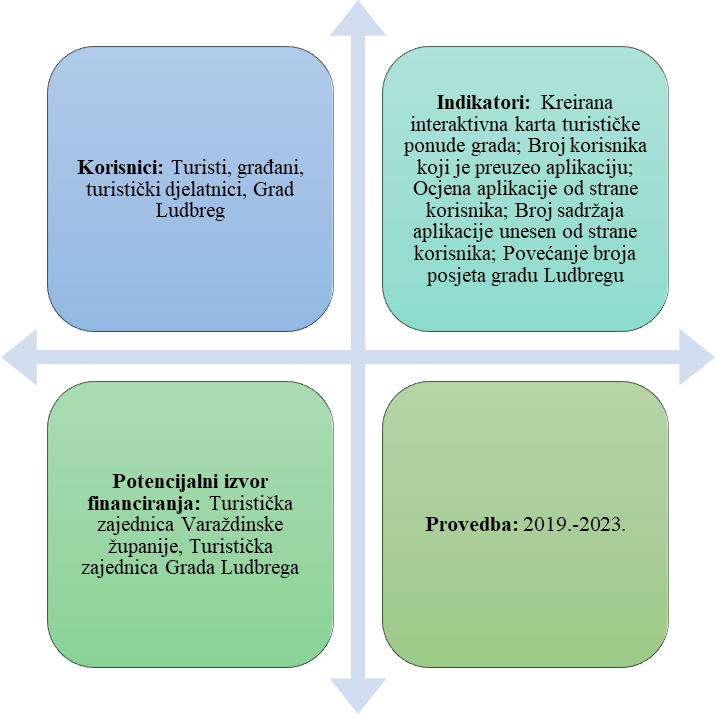 Korisnici: Turisti, građani,
turistički djelatnici, Grad
Ludbreg
Indikatori: Kreirana
interaktivna karta turističke
ponude grada; Broj korisnika
koji je preuzeo aplikaciju;
Ocjena aplikacije od strane
korisnika; Broj sadržaja
aplikacije unesen od strane
korisnika; Povećanje broja
posjeta gradu Ludbregu
Potencijalni izvor
financiranja: Turistička
zajednica Varaždinske
županije, Turistička
zajednica Grada Ludbrega
Provedba: 2019.-2023.